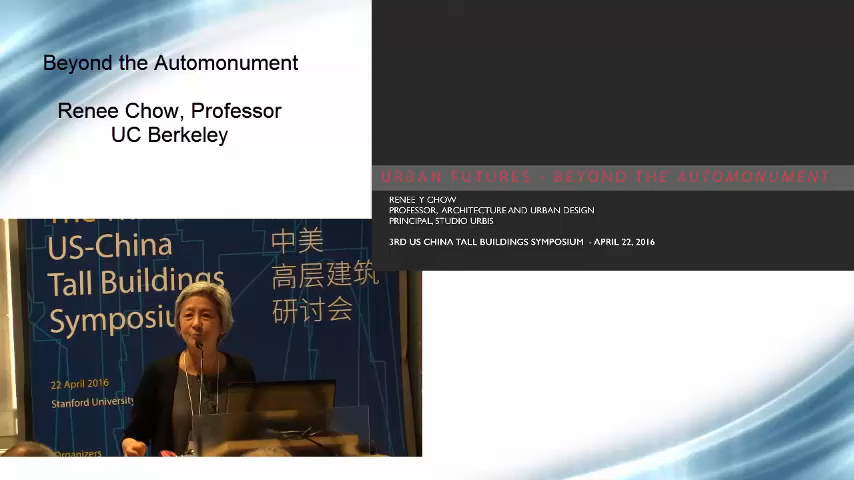 Beyond the Automonument
Renee Chow, Professor
UC Berkeley
URBAN FUTURES - BEYOND THE AUTOMONUMENT
RENEE Y CHOW
PROFESSOR, ARCHITECTURE AND URBAN DESIGN
PRINCIPAL, STUDIO URBIS
3RD US CHINA TALL BUILDINGS SYMPOSIUM - APRIL 22, 2016
US-China
Tall Buildings
Symposiu
中美
高层建筑
研讨会
22 April 2016
Stanford University
Organizers